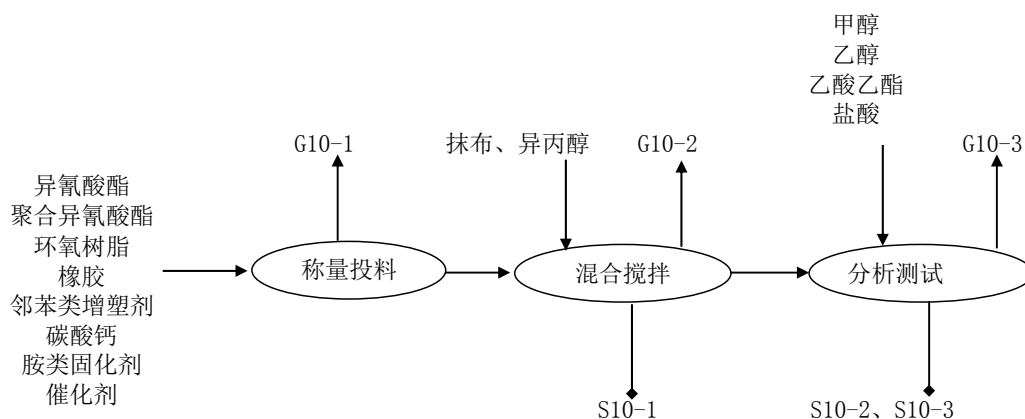 甲醇
乙醇
乙酸乙酯
盐酸
G10-1
抹布、异丙醇
G10-2
G10-3
异氰酸酯
聚合异氰酸酯
环氧树脂
橡胶
邻苯类增塑剂
碳酸钙
胺类固化剂
催化剂
称量投料
混合搅拌
分析测试
S10-1
S10-2、S10-3